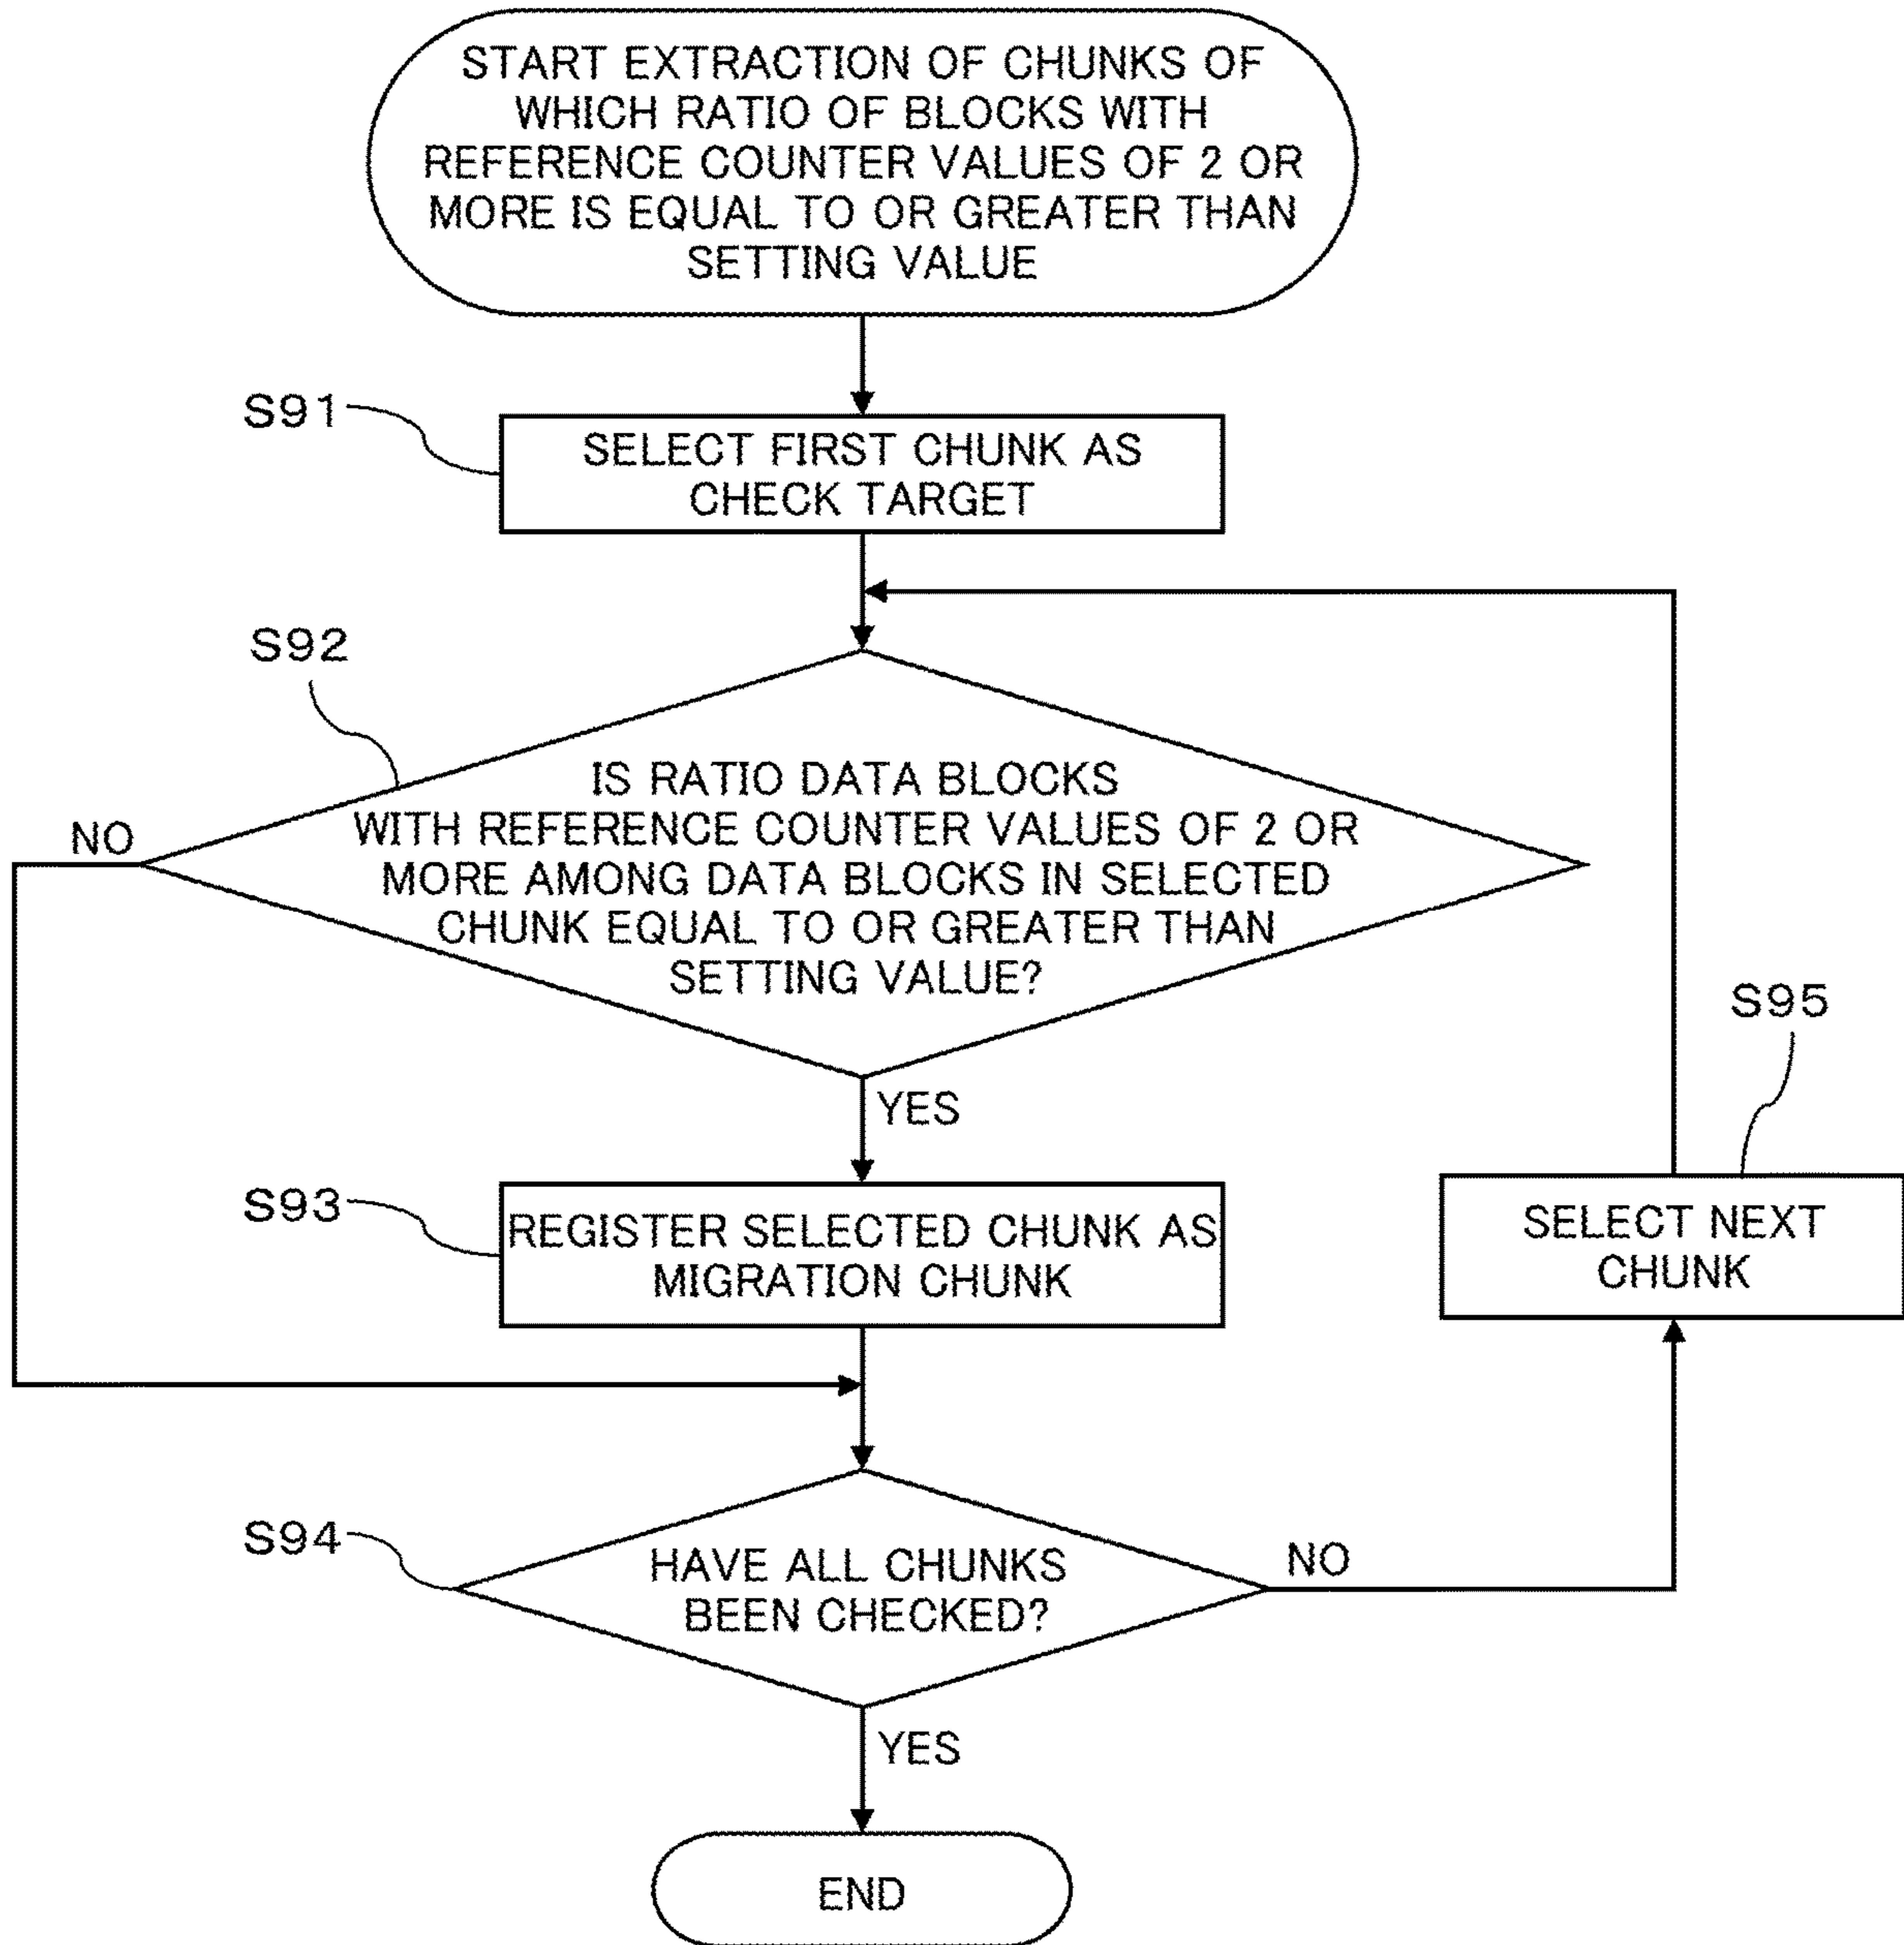 START EXTRACTION OF CHUNKS OF
WHICH RATIO OF BLOCKS WITH
REFERENCE COUNTER VALUES OF 2 OR
MORE IS EQUAL TO OR GREATER THAN
SETTING VALUE
S91
SELECT FIRST CHUNK AS
CHECK TARGET
S92
IS RATIO DATA BLOCKS
WITH REFERENCE COUNTER VALUES OF 2 OR
MORE AMONG DATA BLOCKS IN SELECTED
CHUNK EQUAL TO OR GREATER THAN
SETTING VALUE?
NO
YES
S93
REGISTER SELECTED CHUNK AS
MIGRATION CHUNK
S95
SELECT NEXT
CHUNK
S94
HAVE ALL CHUNKS
BEEN CHECKED?
NO
YES
END